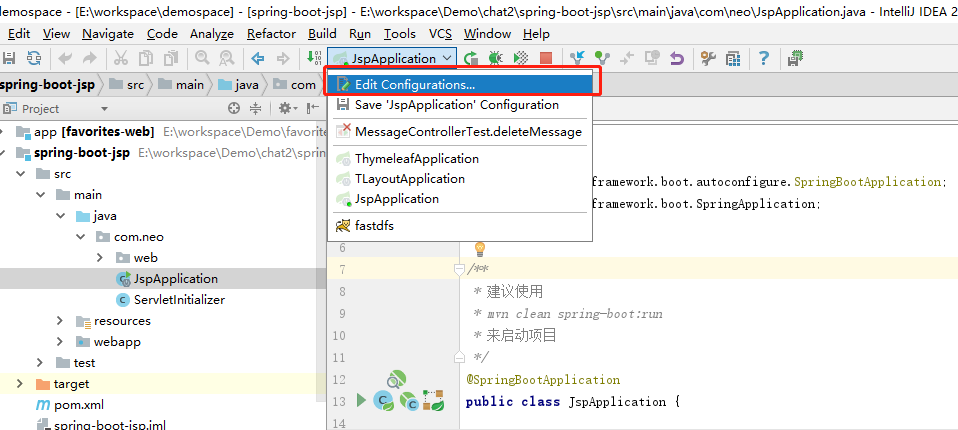 demospace - [E:\workspace\demospace] - [spring-boot-jsp] - E:\workspace\Demo\chat2\spring-boot-jsp\src\main\java\com\neo\JspApplication.java - IntelliJ IDEA 2
Edit View Navigate Code Analyze Refactor Build Run Tools VCS Window Help
JspApplication
spring-boot-jsp src main java com
Edit Configurations...
Project
Save 'JspApplication' Configuration
app [favorites-web] E:\workspace\Demo\favorite
MessageControllerTest.deleteMessage
spring-boot-jsp E:\workspace\Demo\chat2\sprin
ThymeleafApplication
src
TLayoutApplication
framework.boot.autoconfigure.SpringBootApplication;
main
JspApplication
framework.boot.SpringApplication;
java
fastdfs
com.neo
6
web
JspApplication
7 /**
ServletInitializer
8 * 建议使用
resources
9 * mvn clean spring-boot:run
webapp
10 * 来启动项目
test
11 */
target
12 @SpringBootApplication
pom.xml
13 public class JspApplication {
spring-boot-jsp.iml
14